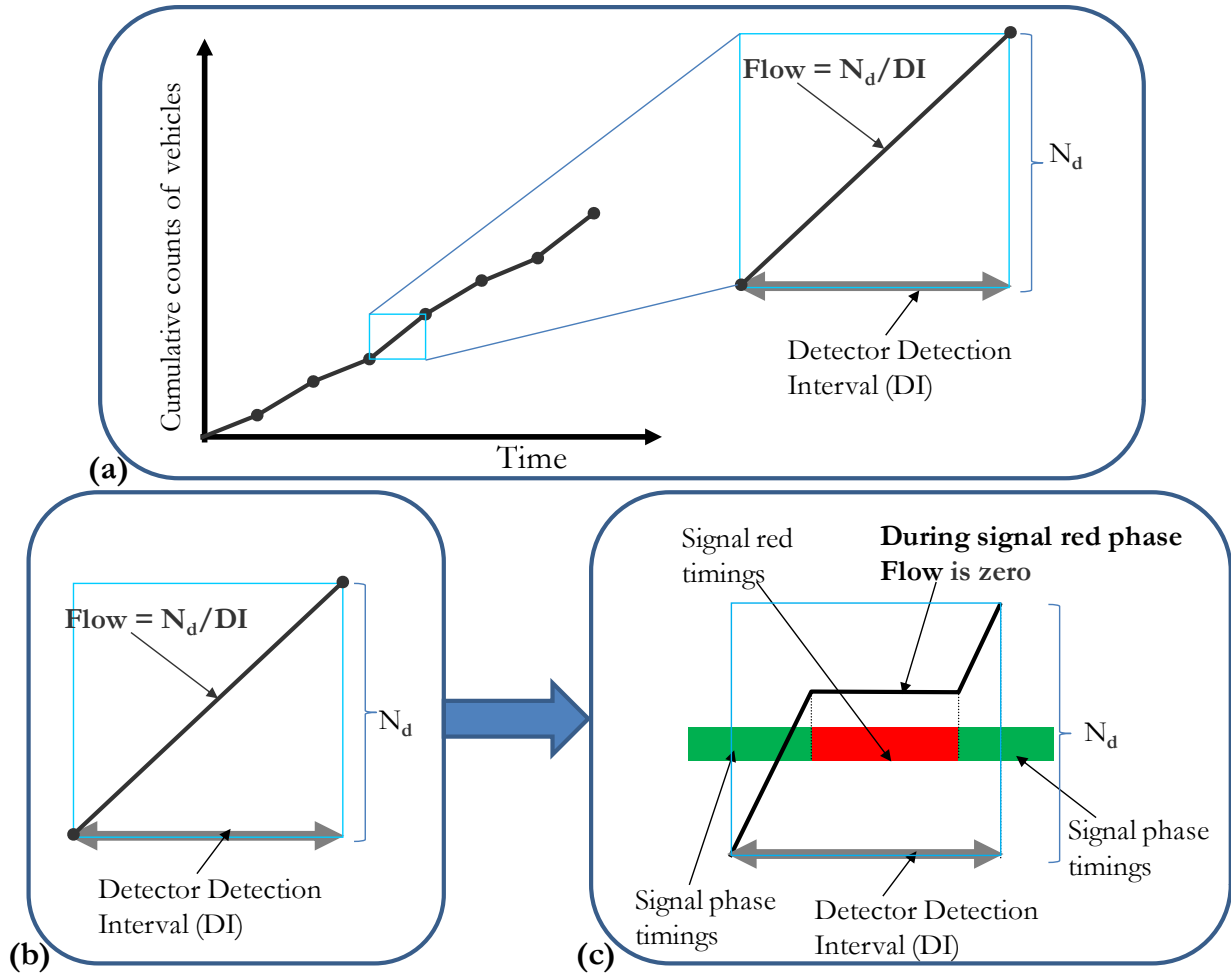 Cumulative counts of vehicles
Flow = Nd/DI
Nd
Detector Detection
Interval (DI)
Time
(a)
Flow = Nd/DI
Nd
Detector Detection
Interval (DI)
(b)
Signal red
timings
During signal red phase
Flow is zero
Nd
Signal phase
timings
Signal phase
timings
Detector Detection
Interval (DI)
(c)